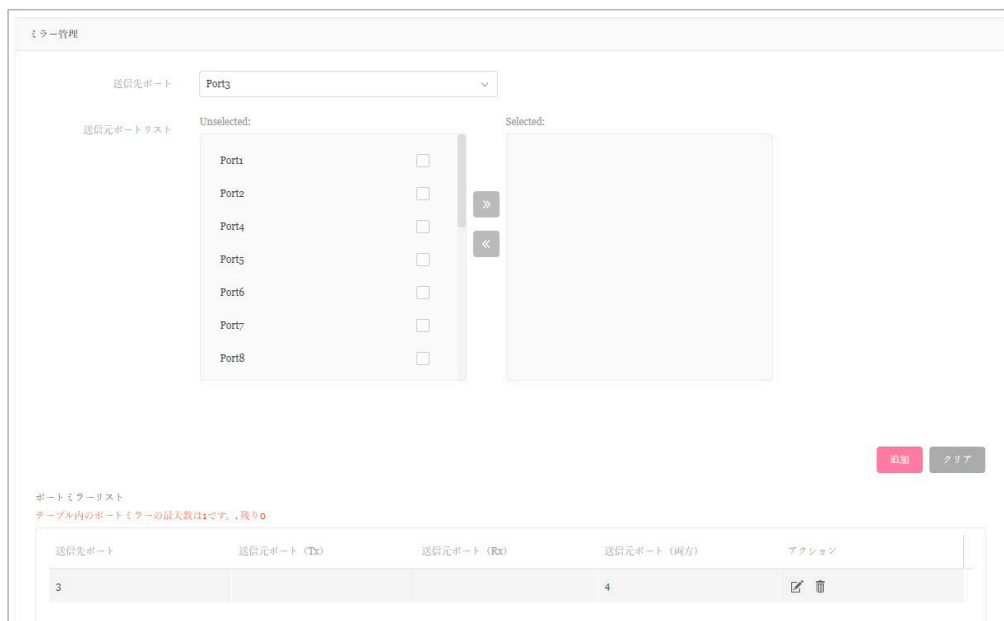 ミラー管理
送信先ポート Port3
送信元ポートリスト Unselected: Selected:
Port1
Port2
Port4
Port5
Port6
Port7
Port8
追加 クリア
ポートミラーリスト
テーブル内のポートミラーの最大数は1です。, 残り0
送信先ポート 送信元ポート（Tx） 送信元ポート（Rx） 送信元ポート（両方） アクション
3 4